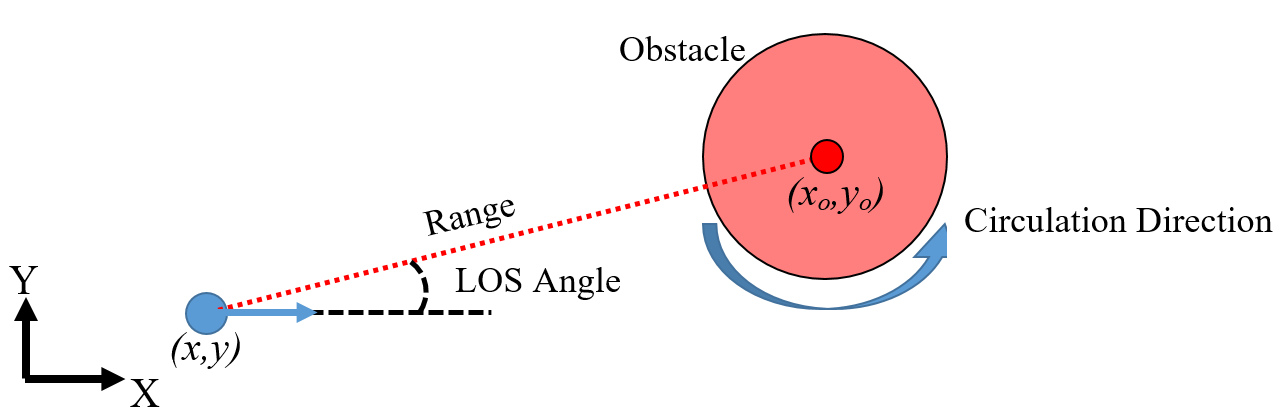 Obstacle
(xₒ,yₒ)
Range
Circulation Direction
LOS Angle
Y
(x,y)
X